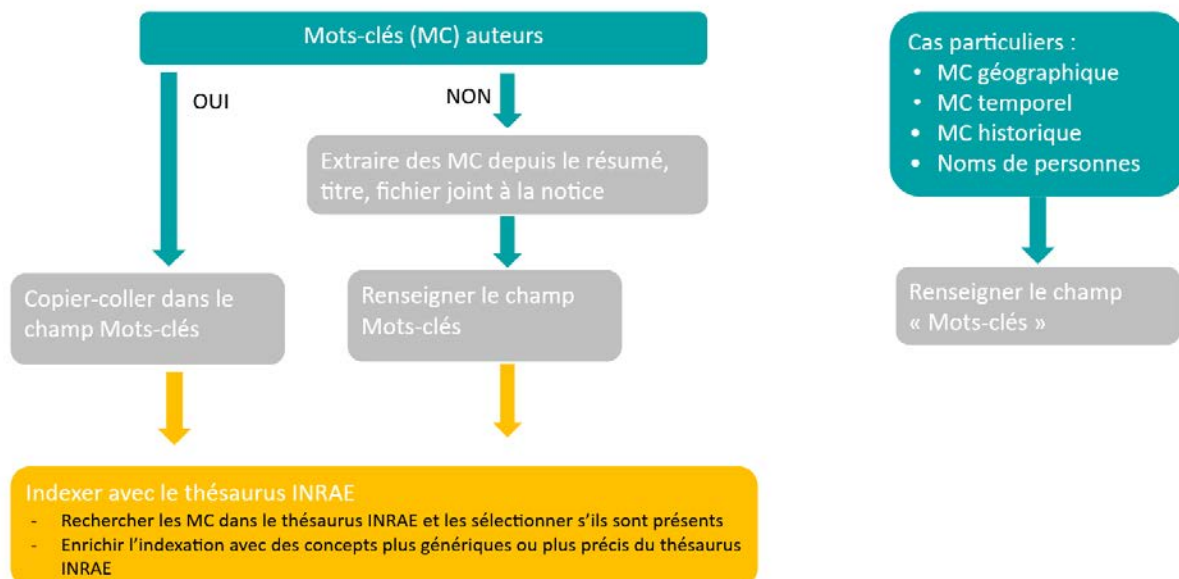 Mots-clés (MC) auteurs
OUI
NON
Extraire des MC depuis le résumé,
titre, fichier joint à la notice
Copier-coller dans le
champ Mots-clés
Renseigner le champ
Mots-clés
Indexer avec le thésaurus INRAE
- Rechercher les MC dans le thésaurus INRAE et les sélectionner s'ils sont présents
- Enrichir l'indexation avec des concepts plus génériques ou plus précis du thésaurus
INRAE
Cas particuliers :
• MC géographique
• MC temporel
• MC historique
• Noms de personnes
Renseigner le champ
« Mots-clés »